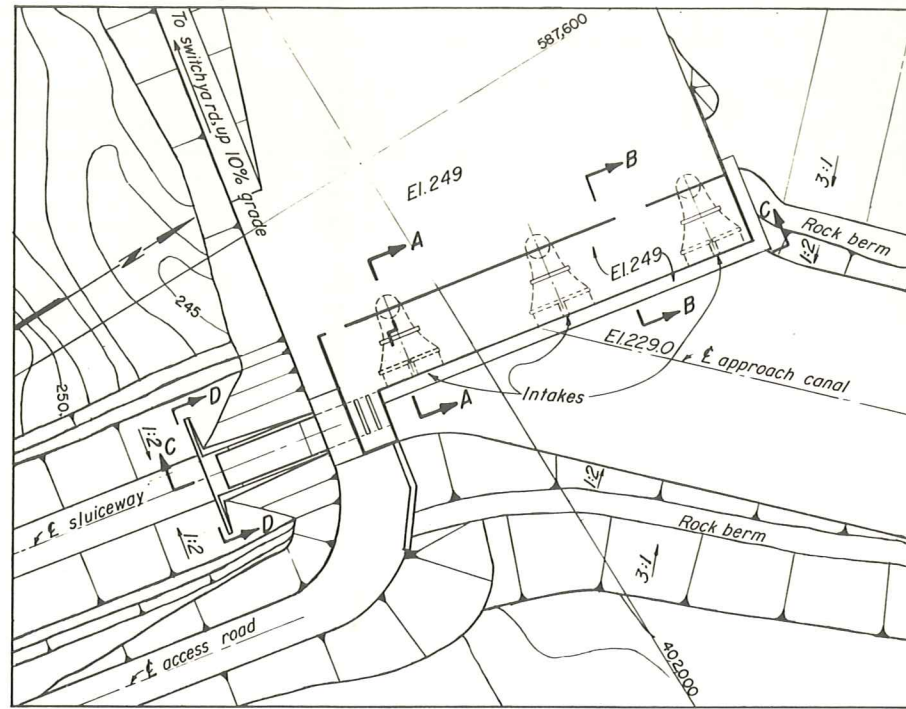 To switchyard, up 10% grade
587,600
El. 249
B
3:1
C
Rock berm
1:2
A
N
El. 249
245
B
El. 229.0
℄ approach canal
250
Intakes
A
D
1:2
C
℄ sluiceway
1:2
D
1:2
Rock berm
3:1
℄ access road
402000